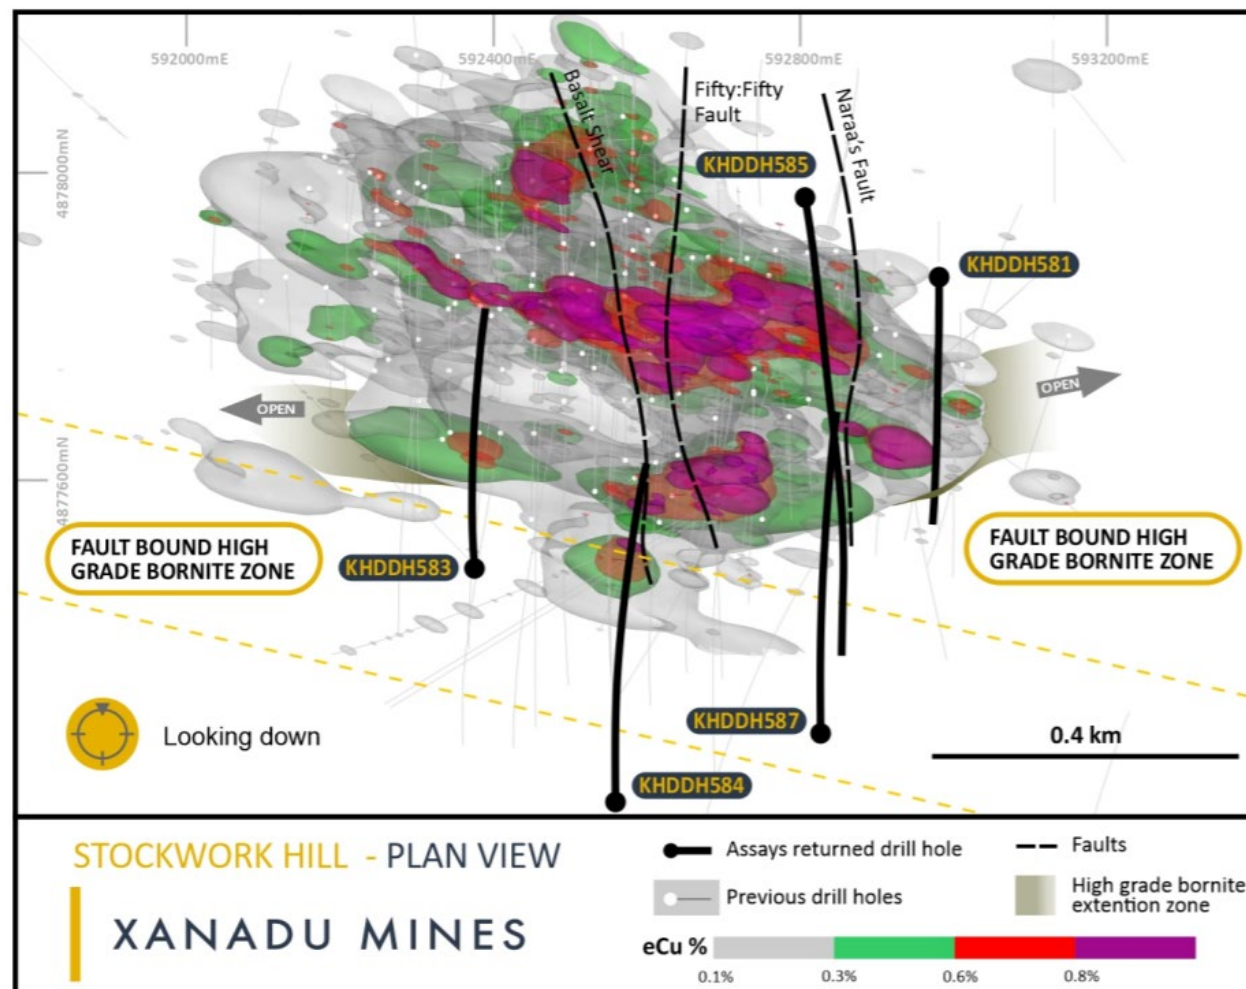 592000mE
592400mE
592800mE
593200mE
4878000mN
4877600mN
Basalt Shear
Fifty:Fifty
Fault
Naraa's Fault
KHDDH585
KHDDH581
OPEN
OPEN
FAULT BOUND HIGH
GRADE BORNITE ZONE
KHDDH583
FAULT BOUND HIGH
GRADE BORNITE ZONE
KHDDH587
KHDDH584
Looking down
0.4 km
STOCKWORK HILL - PLAN VIEW
XANADU MINES
Assays returned drill hole
Faults
Previous drill holes
High grade bornite
extention zone
eCu %
0.1%
0.3%
0.6%
0.8%